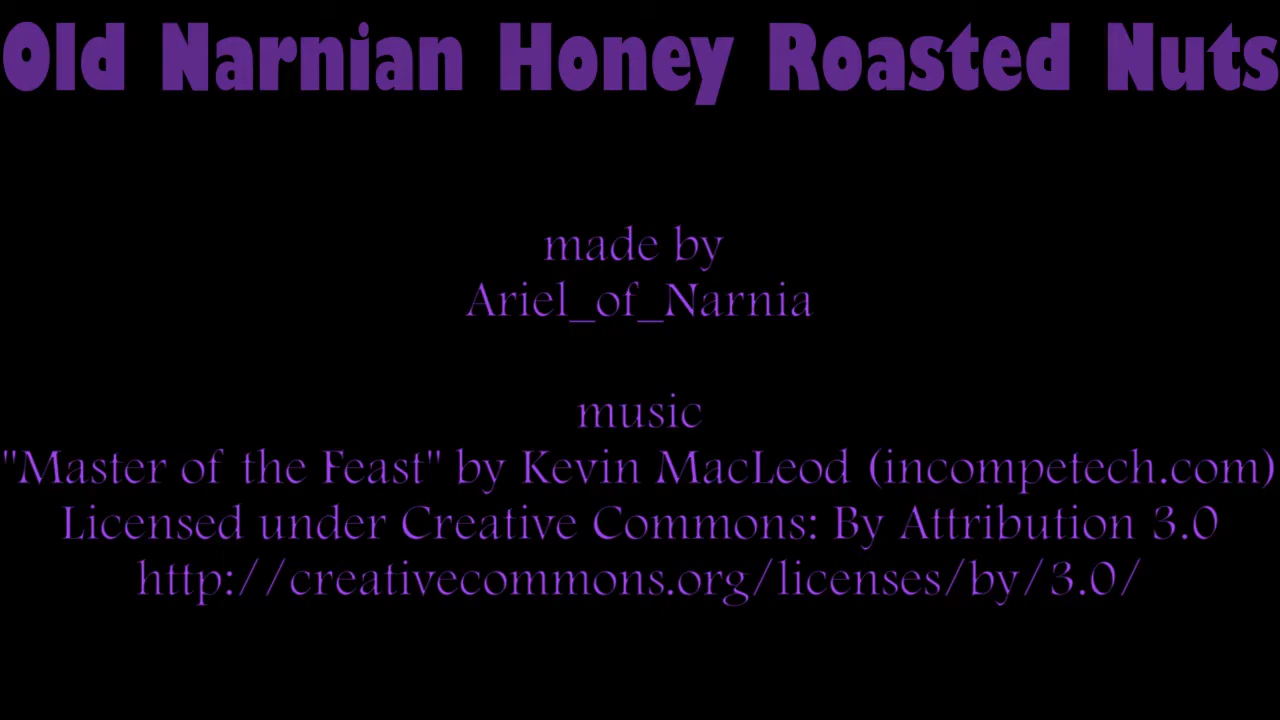 Old Narnian Honey Roasted Nuts
made by
Ariel_of_Narnia
music
"Master of the Feast" by Kevin MacLeod (incompetech.com)
Licensed under Creative Commons: By Attribution 3.0
http://creativecommons.org/licenses/by/3.0/